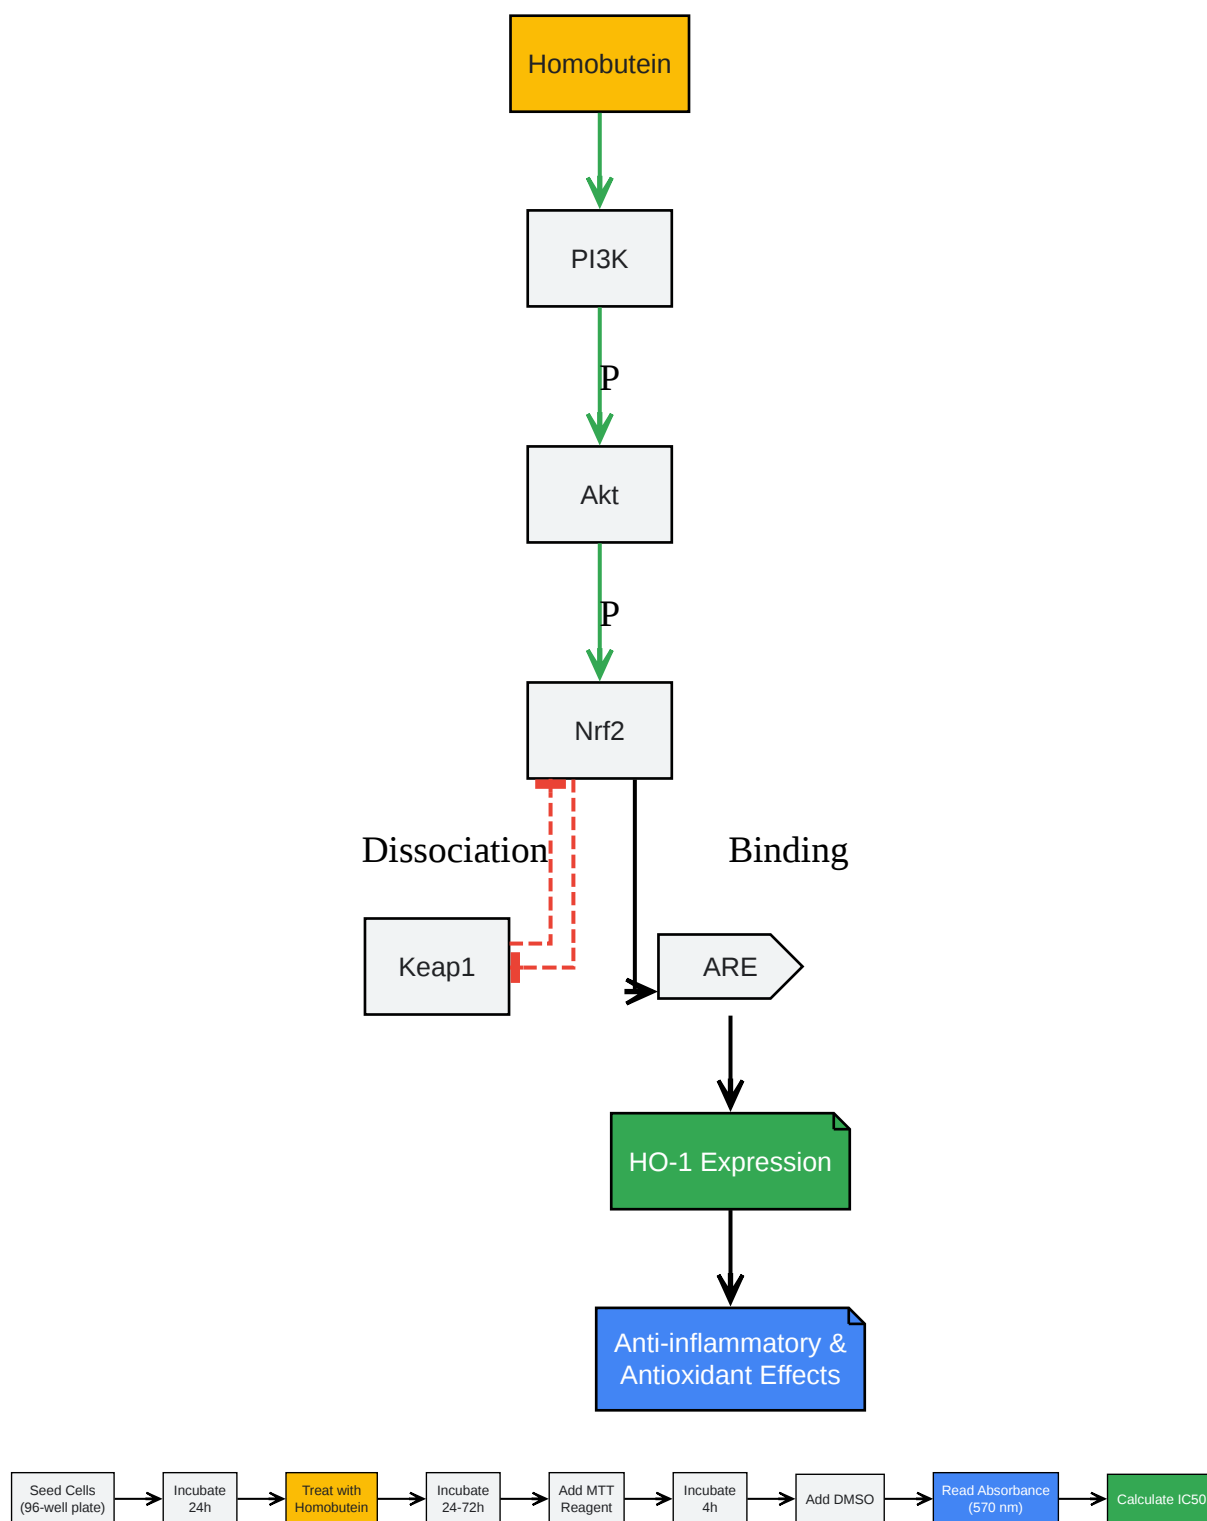 Homobutein
PI3K
P
Akt
P
Nrf2
Dissociation
Binding
Keap1
ARE
HO-1 Expression
Anti-inflammatory &
Antioxidant Effects
Seed Cells
(96-well plate)
Incubate
24h
Treat with
Homobutein
Incubate
24-72h
Add MTT
Reagent
Incubate
4h
Add DMSO
Read Absorbance
(570 nm)
Calculate IC50